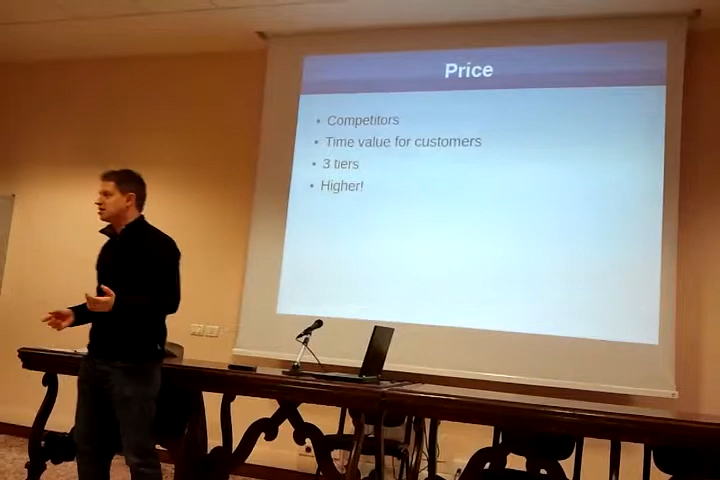 Price
• Competitors
• Time value for customers
• 3 tiers
• Higher!